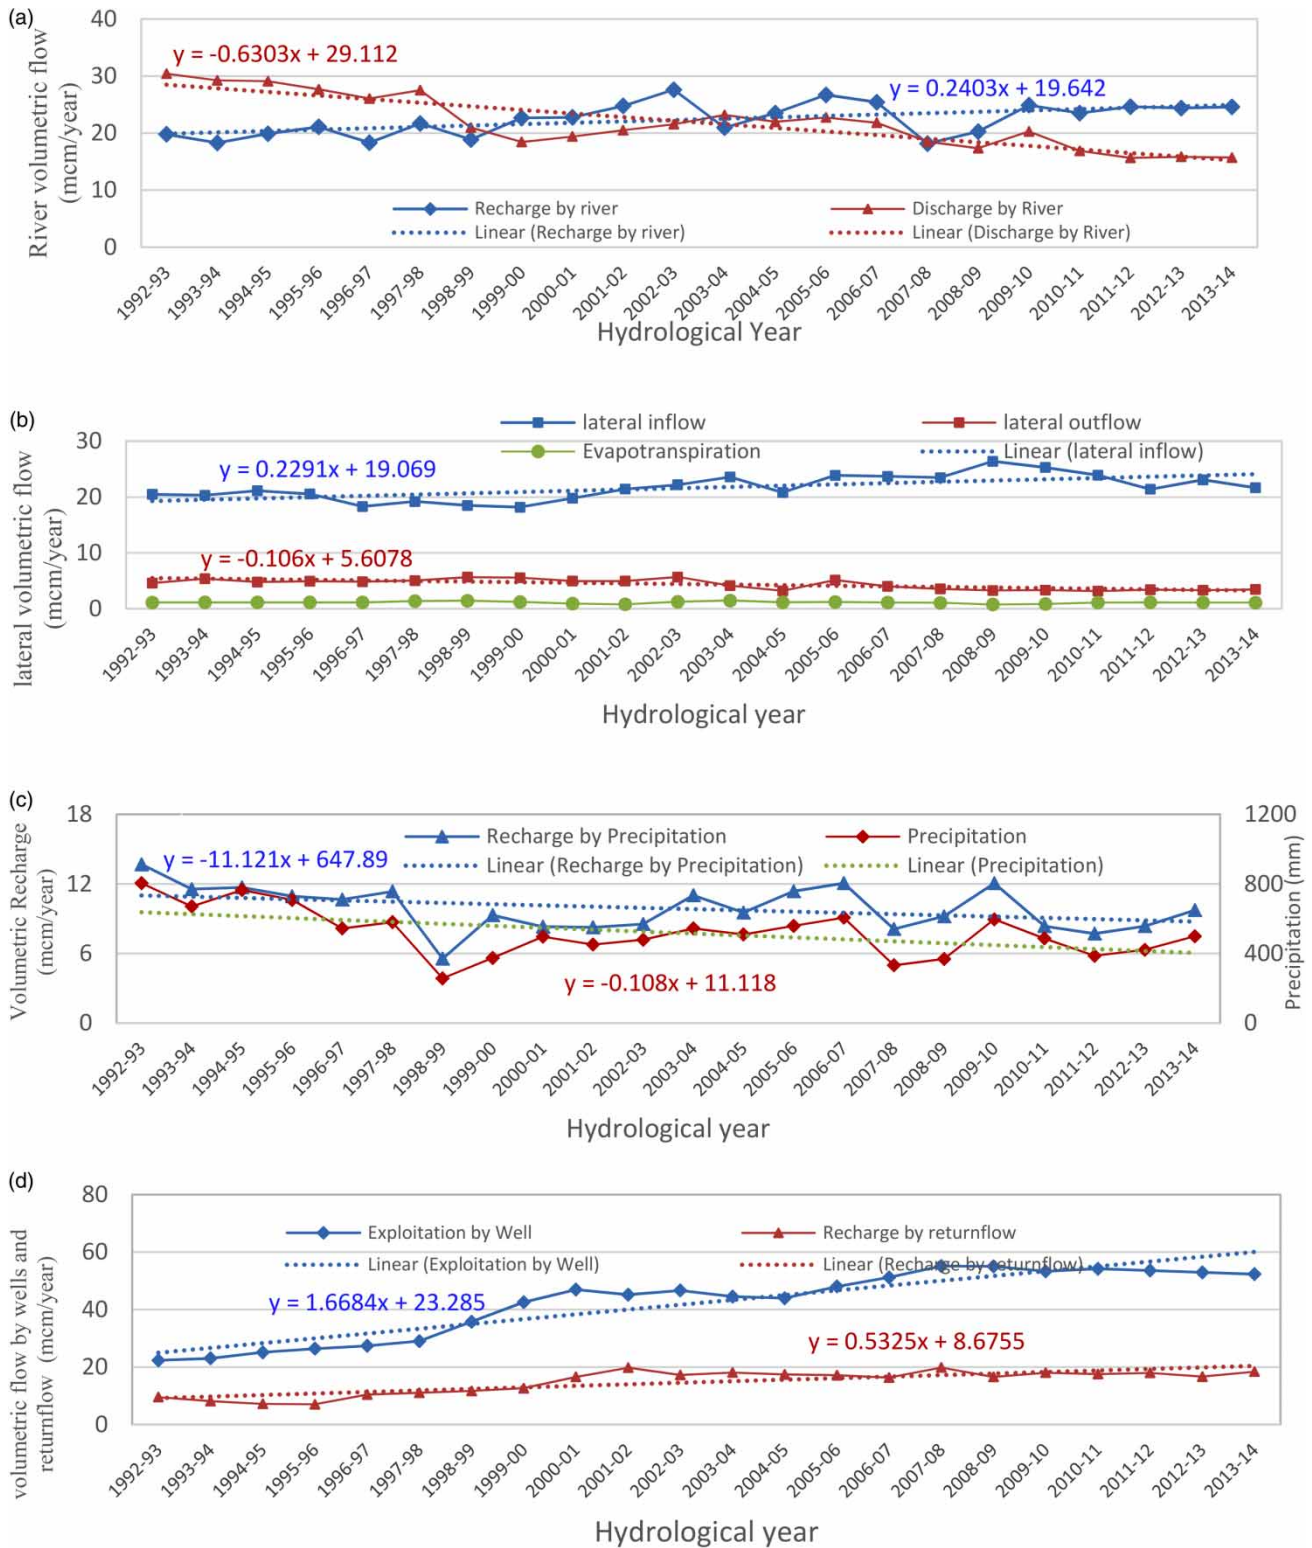 (a)
River volumetric flow
(mcm/year)
40
30
20
10
0
y = -0.6303x + 29.112
y = 0.2403x + 19.642
Recharge by river
Discharge by River
Linear (Recharge by river)
Linear (Discharge by River)
1992-93
1993-94
1994-95
1995-96
1996-97
1997-98
1998-99
1999-00
2000-01
2001-02
2002-03
2003-04
2004-05
2005-06
2006-07
2007-08
2008-09
2009-10
2010-11
2011-12
2012-13
2013-14
Hydrological Year
(b)
lateral volumetric flow
(mcm/year)
lateral inflow
lateral outflow
Evapotranspiration
Linear (lateral inflow)
30
20
10
0
y = 0.2291x + 19.069
y = -0.106x + 5.6078
1992-93
1993-94
1994-95
1995-96
1996-97
1997-98
1998-99
1999-00
2000-01
2001-02
2002-03
2003-04
2004-05
2005-06
2006-07
2007-08
2008-09
2009-10
2010-11
2011-12
2012-13
2013-14
Hydrological year
(c)
Volumetric Recharge
(mcm/year)
18
12
6
0
Recharge by Precipitation
Precipitation
Linear (Recharge by Precipitation)
Linear (Precipitation)
y = -11.121x + 647.89
y = -0.108x + 11.118
1200
800
400
0
Precipitation (mm)
1992-93
1993-94
1994-95
1995-96
1996-97
1997-98
1998-99
1999-00
2000-01
2001-02
2002-03
2003-04
2004-05
2005-06
2006-07
2007-08
2008-09
2009-10
2010-11
2011-12
2012-13
2013-14
Hydrological year
(d)
volumetric flow by wells and
returnflow (mcm/year)
80
60
40
20
0
Exploitation by Well
Recharge by returnflow
Linear (Exploitation by Well)
Linear (Recharge by returnflow)
y = 1.6684x + 23.285
y = 0.5325x + 8.6755
1992-93
1993-94
1994-95
1995-96
1996-97
1997-98
1998-99
1999-00
2000-01
2001-02
2002-03
2003-04
2004-05
2005-06
2006-07
2007-08
2008-09
2009-10
2010-11
2011-12
2012-13
2013-14
Hydrological year